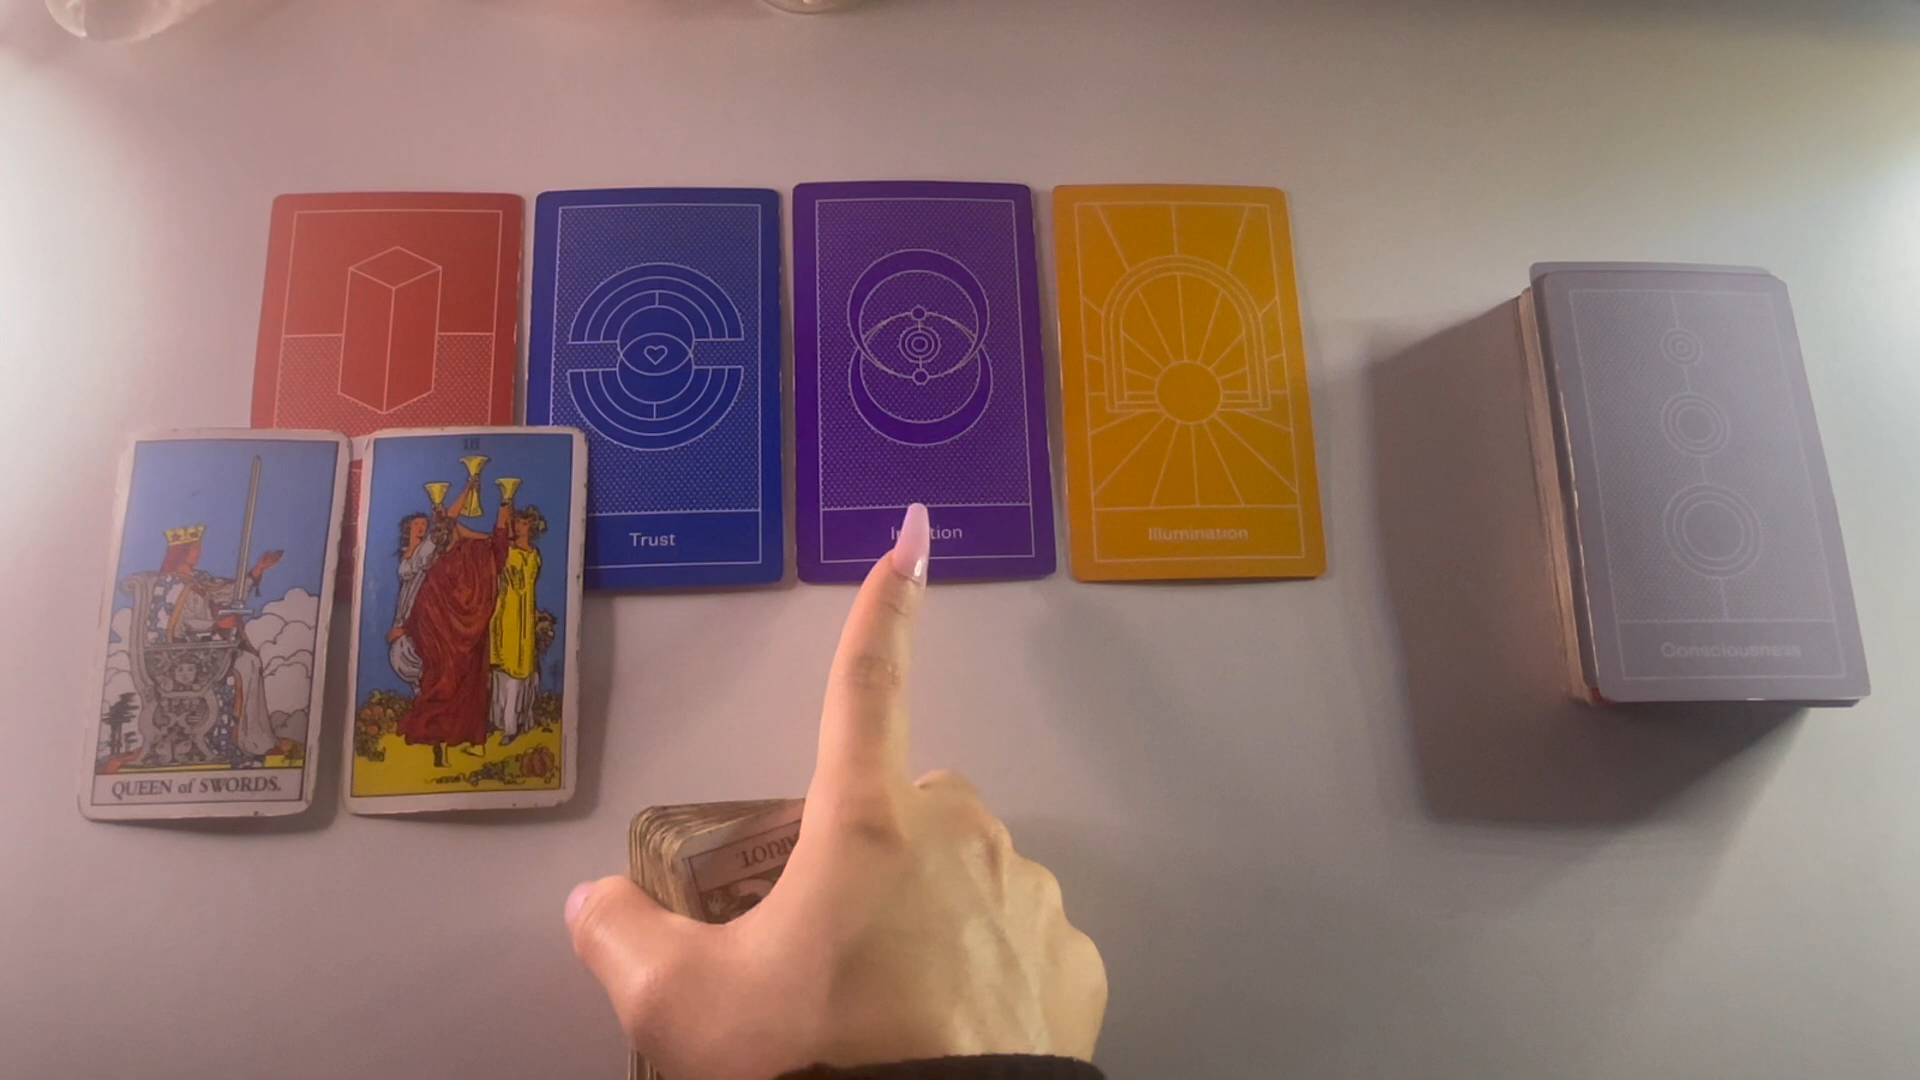 III
Trust
Illumination
Consciousness
QUEEN of SWORDS.